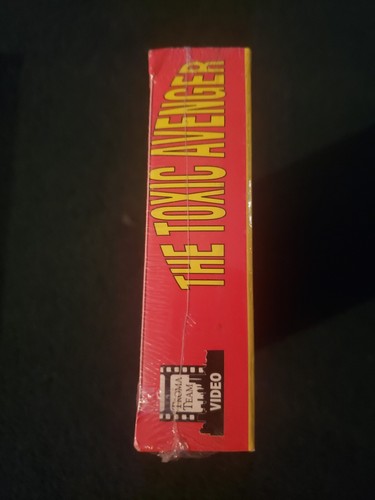 THE TOXIC AVENGER
TROMA
TEAM
VIDEO